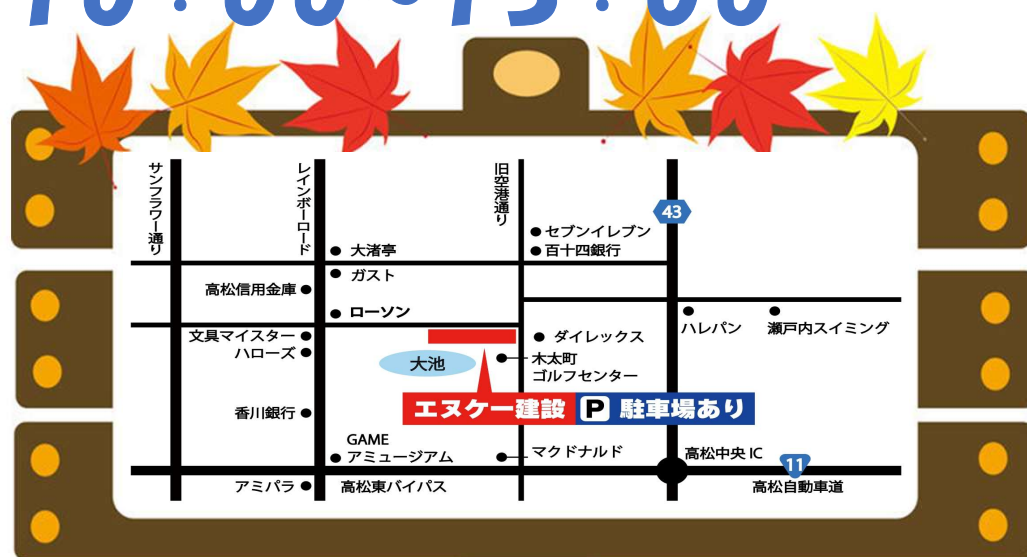 10:00~15:00
サンフラワー通り
レインボーロード
旧空港通り
43
セブンイレブン
百十四銀行
大渚亭
ガスト
高松信用金庫
ローソン
文具マイスター
ハローズ
ダイレックス
ハレパン
瀬戸内スイミング
大池
木太町
ゴルフセンター
エヌケー建設 P 駐車場あり
香川銀行
GAME
アミュージアム
マクドナルド
高松中央 IC
11
アミパラ
高松東バイパス
高松自動車道